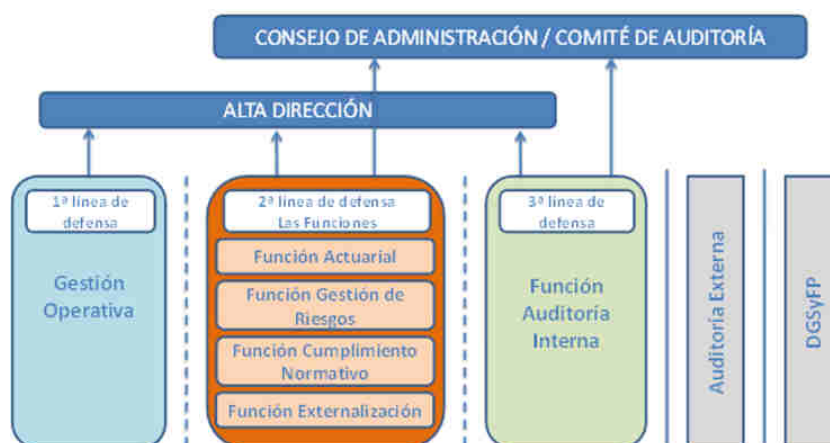 CONSEJO DE ADMINISTRACIÓN / COMITÉ DE AUDITORÍA
ALTA DIRECCIÓN
1ª línea de
defensa
Gestión
Operativa
2ª línea de defensa
Las Funciones
Función Actuarial
Función Gestión de
Riesgos
Función Cumplimiento
Normativo
Función Externalización
3ª línea de
defensa
Función
Auditoría
Interna
Auditoría Externa
DGSyFP